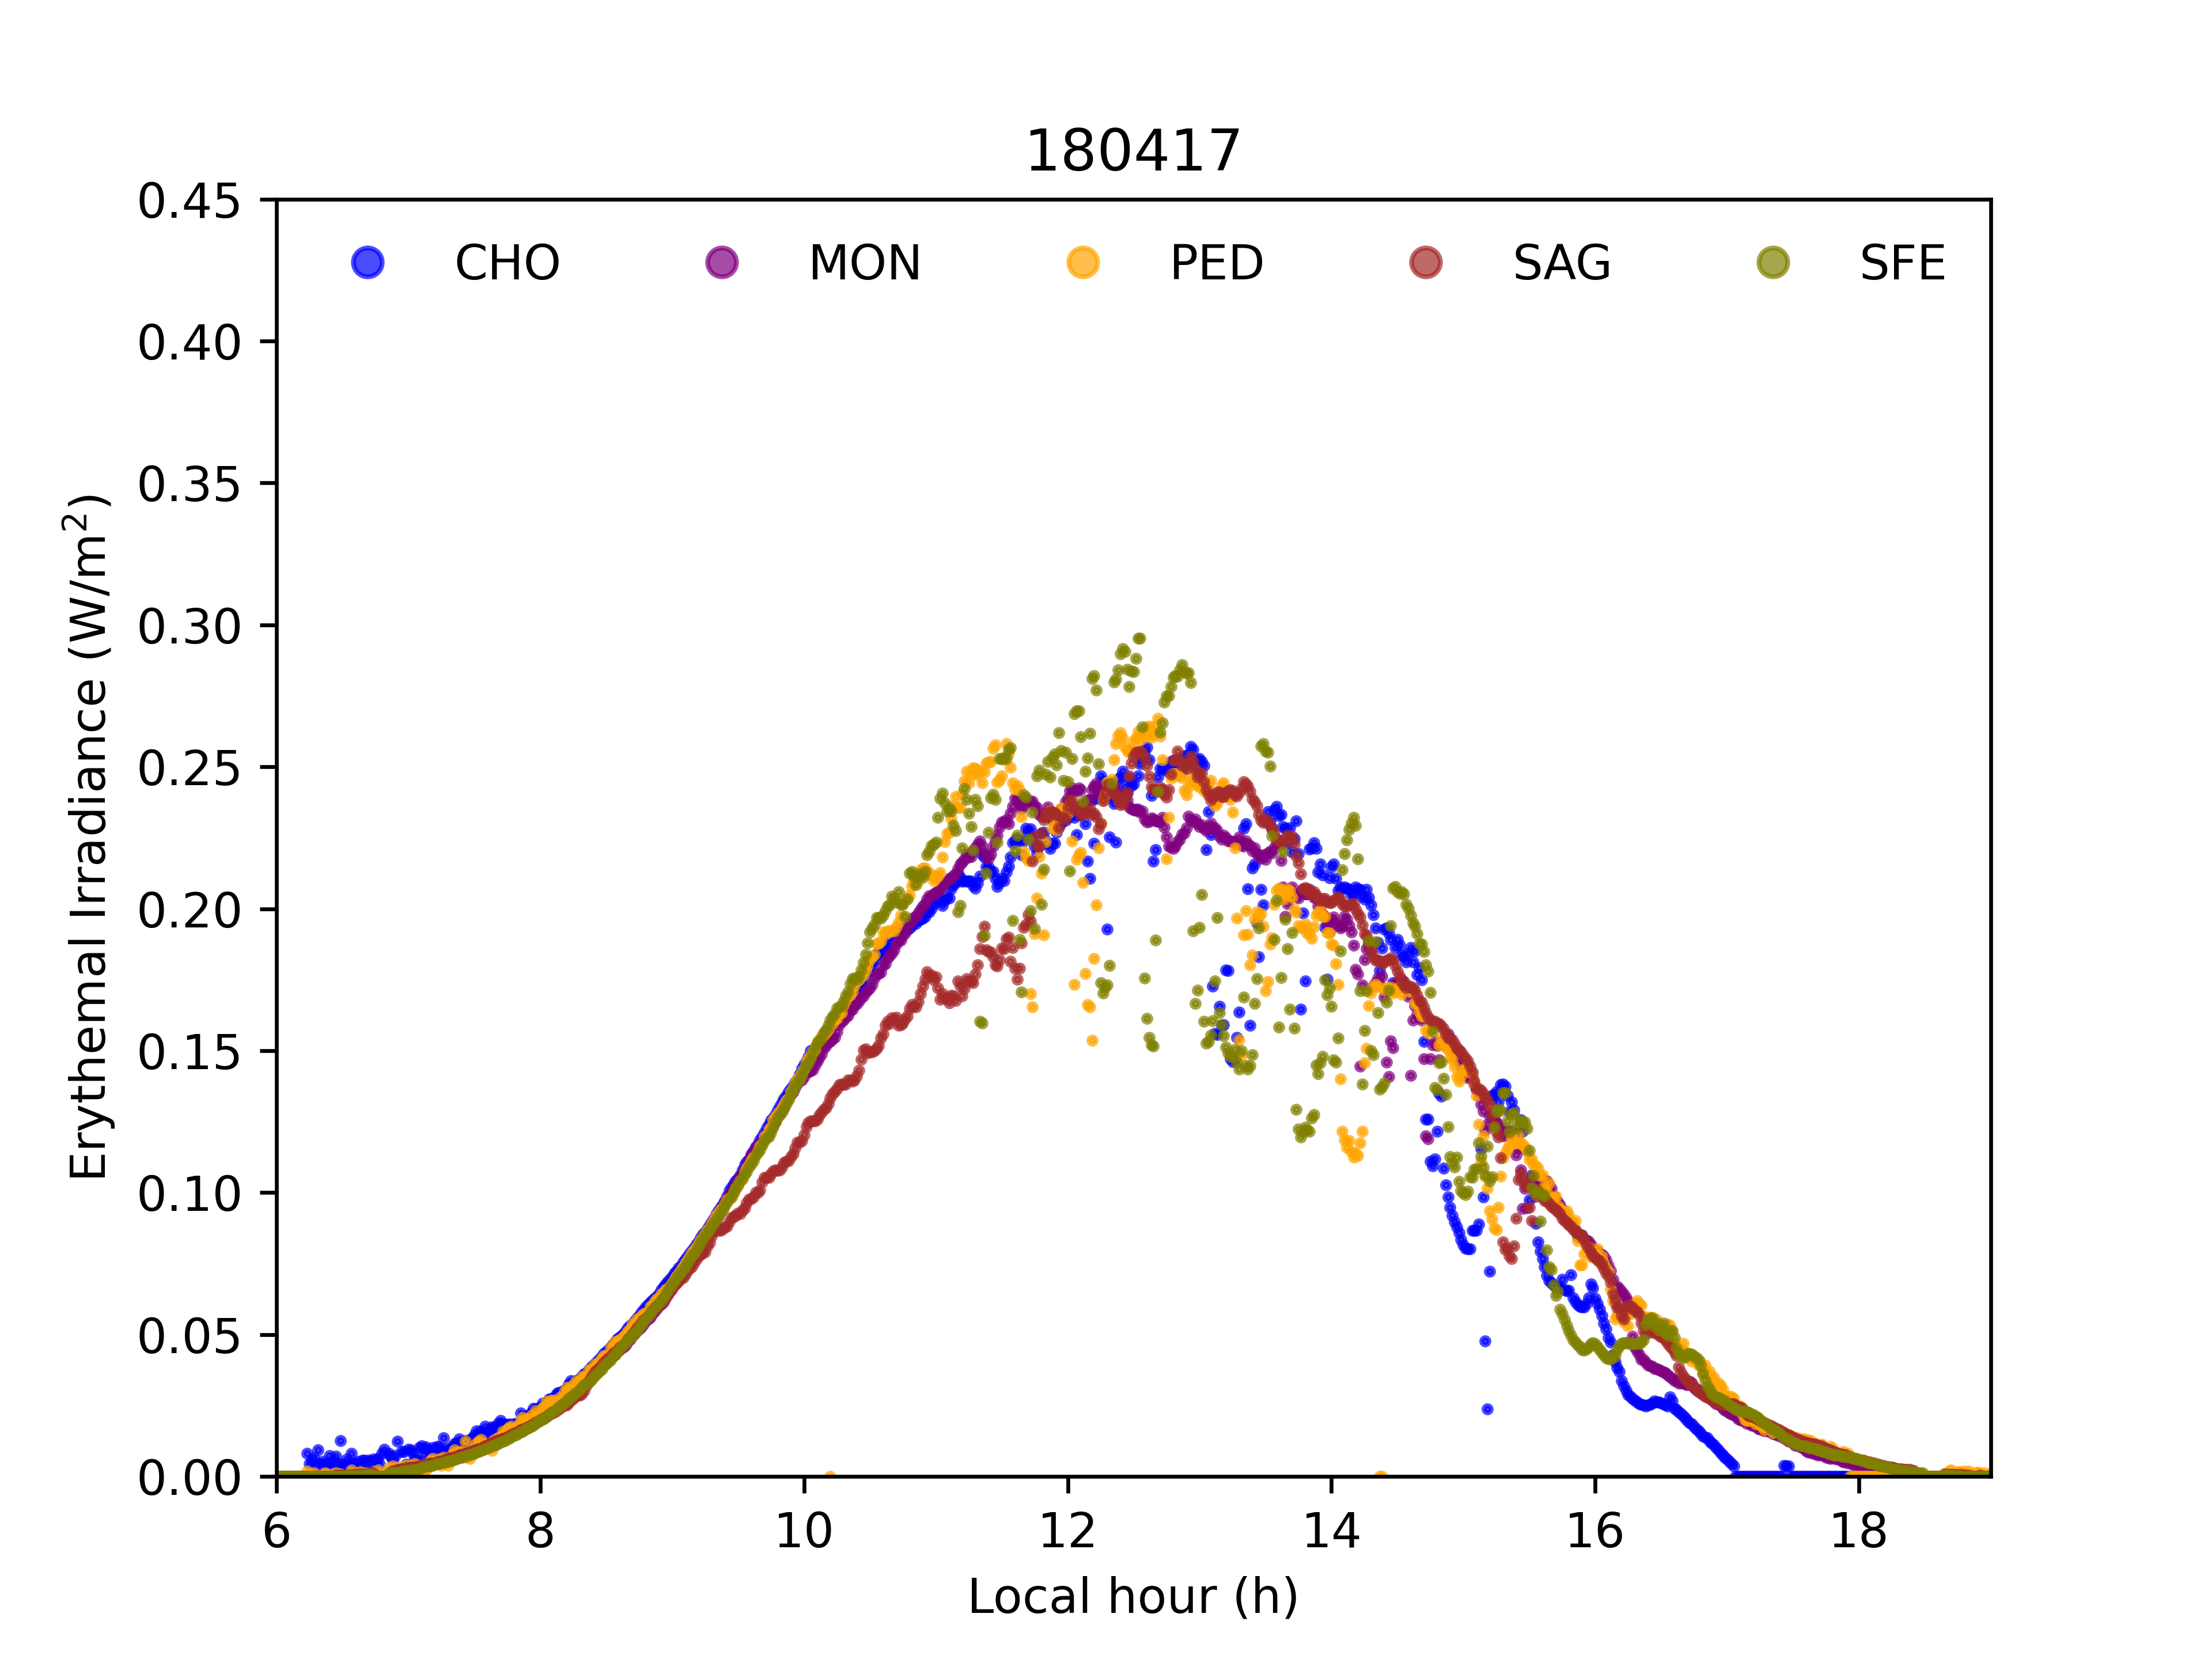 180417
0.45
CHO MON PED SAG SFE
0.40
0.35
0.30
0.25
0.20
0.15
0.10
0.05
0.00
Erythemal Irradiance (W/m²)
6 8 10 12 14 16 18
Local hour (h)